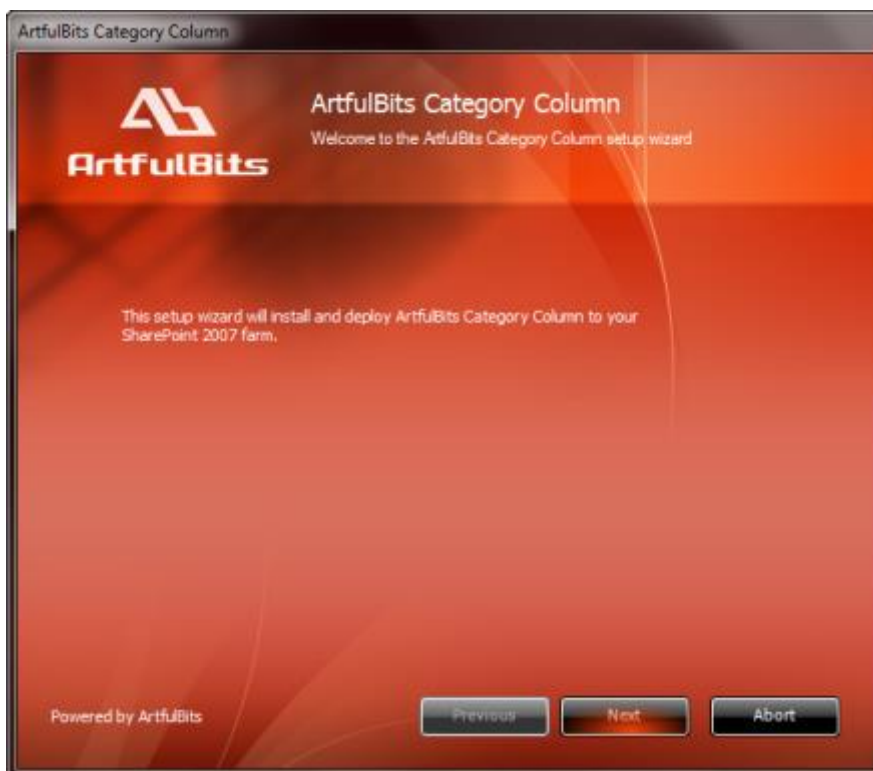 ArtfulBits Category Column
ArtfulBits
ArtfulBits Category Column
Welcome to the ArtfulBits Category Column setup wizard
This setup wizard will install and deploy ArtfulBits Category Column to your
SharePoint 2007 farm.
Powered by ArtfulBits
Previous
Next
Abort